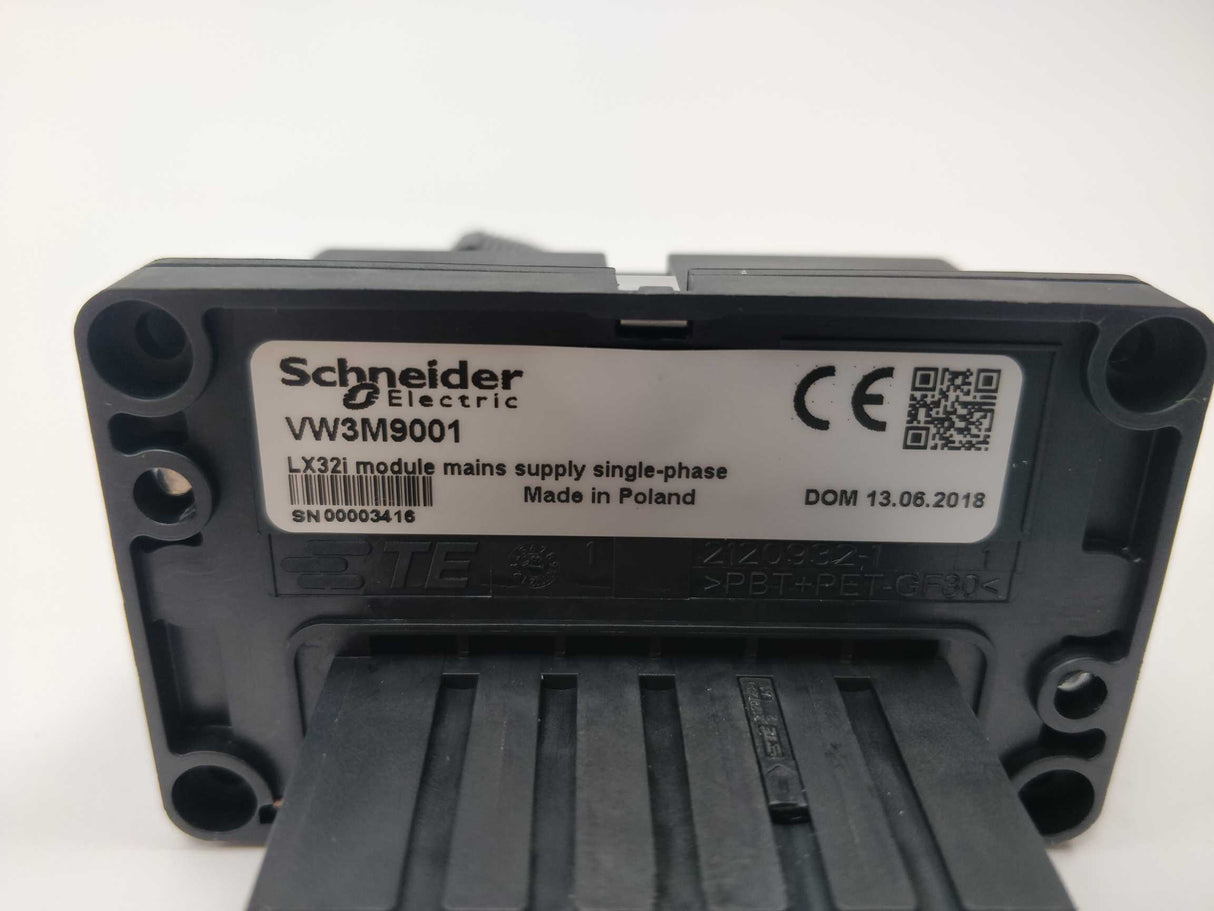 Schneider
Electric
CE
VW3M9001
LX32i module mains supply single-phase
Made in Poland
DOM 13.06.2018
SN 00003416
TE 1 2120932-1 1
>PBT+PET-GF30<